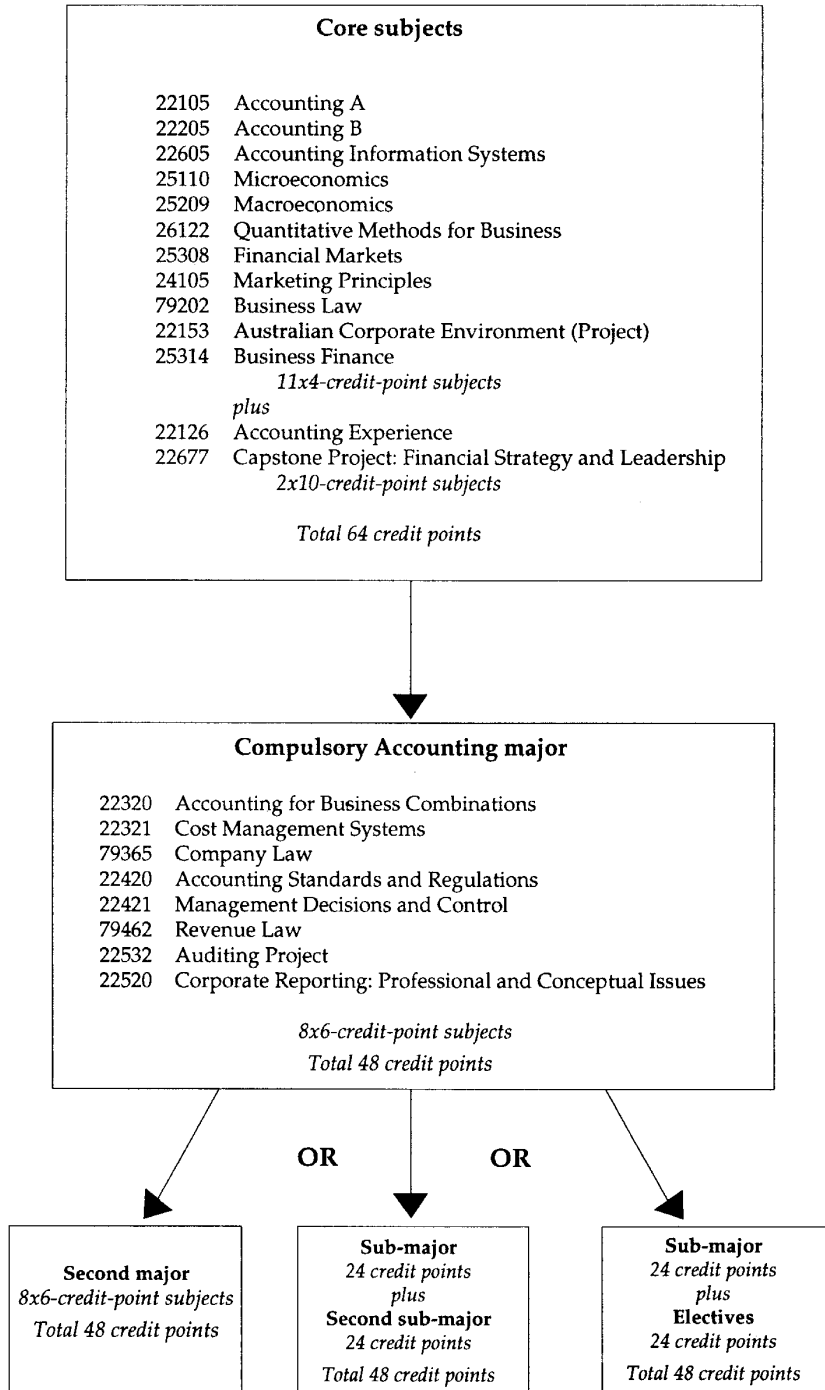 Core subjects
22105 Accounting A
22205 Accounting B
22605 Accounting Information Systems
25110 Microeconomics
25209 Macroeconomics
26122 Quantitative Methods for Business
25308 Financial Markets
24105 Marketing Principles
79202 Business Law
22153 Australian Corporate Environment (Project)
25314 Business Finance
11x4-credit-point subjects
plus
22126 Accounting Experience
22677 Capstone Project: Financial Strategy and Leadership
2x10-credit-point subjects
Total 64 credit points
Compulsory Accounting major
22320 Accounting for Business Combinations
22321 Cost Management Systems
79365 Company Law
22420 Accounting Standards and Regulations
22421 Management Decisions and Control
79462 Revenue Law
22532 Auditing Project
22520 Corporate Reporting: Professional and Conceptual Issues
8x6-credit-point subjects
Total 48 credit points
OR
OR
Second major
8x6-credit-point subjects
Total 48 credit points
Sub-major
24 credit points
plus
Second sub-major
24 credit points
Total 48 credit points
Sub-major
24 credit points
plus
Electives
24 credit points
Total 48 credit points